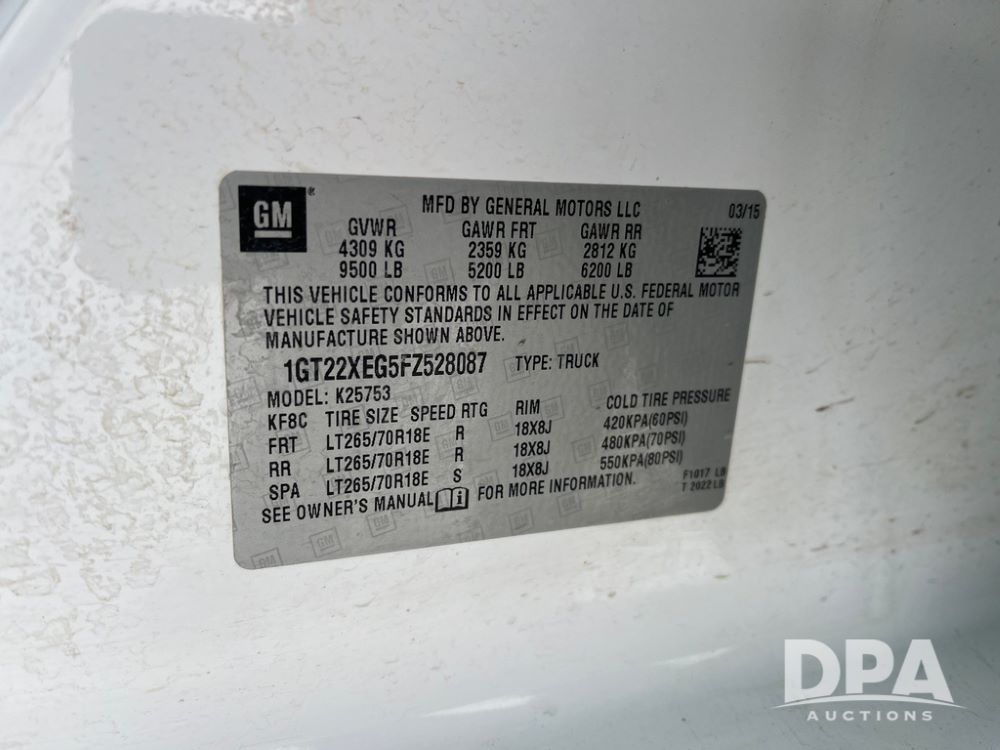 GM®
MFD BY GENERAL MOTORS LLC 03/15
GVWR GAWR FRT GAWR RR
4309 KG 2359 KG 2812 KG
9500 LB 5200 LB 6200 LB
THIS VEHICLE CONFORMS TO ALL APPLICABLE U.S. FEDERAL MOTOR
VEHICLE SAFETY STANDARDS IN EFFECT ON THE DATE OF
MANUFACTURE SHOWN ABOVE.
1GT22XEG5FZ528087 TYPE: TRUCK
MODEL: K25753
KF8C TIRE SIZE SPEED RTG RIM COLD TIRE PRESSURE
FRT LT265/70R18E R 18X8J 420KPA(60PSI)
RR LT265/70R18E R 18X8J 480KPA(70PSI)
SPA LT265/70R18E S 18X8J 550KPA(80PSI)
SEE OWNER'S MANUAL i FOR MORE INFORMATION.
F1017 LB
T 2022 LB
DPA
AUCTIONS